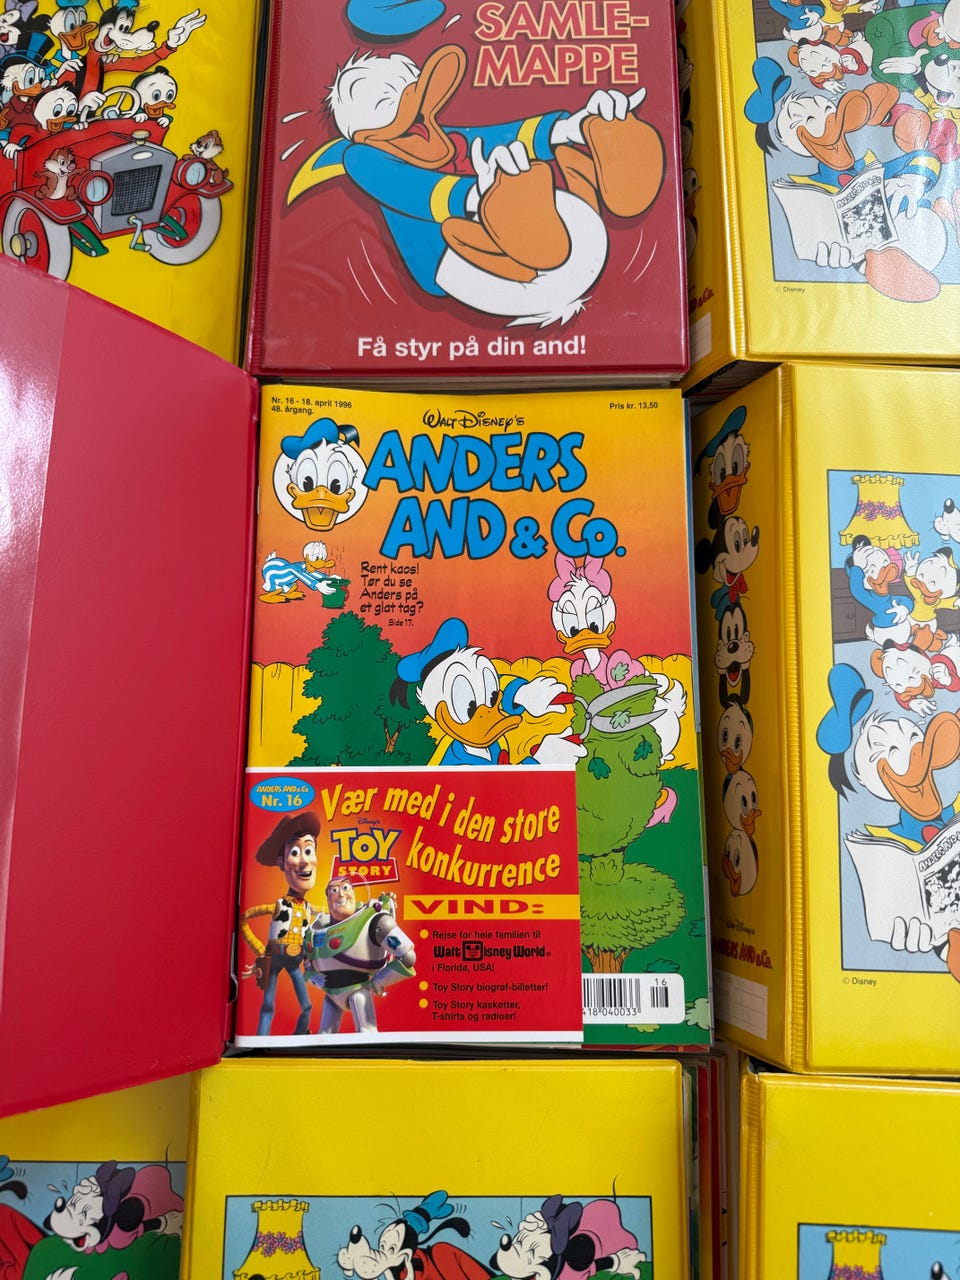 SAMLE-
MAPPE
Få styr på din and!
© Disney
Nr. 16 - 18. april 1996
48. årgang.
Pris kr. 13,50
WALT DISNEY'S
ANDERS
AND & Co.
Rent kaos!
Tør du se
Anders på
et glat tag?
Side 17.
ANDERS AND & Co
Nr. 16
Vær med i den store
konkurrence
Disney's
TOY
STORY
VIND:
Rejse for hele familien til
Walt Disney World®
i Florida, USA!
Toy Story biograf-billetter!
Toy Story kasketter,
T-shirts og radioer!
16
418 040033
ANDERS AND & Co.
© Disney